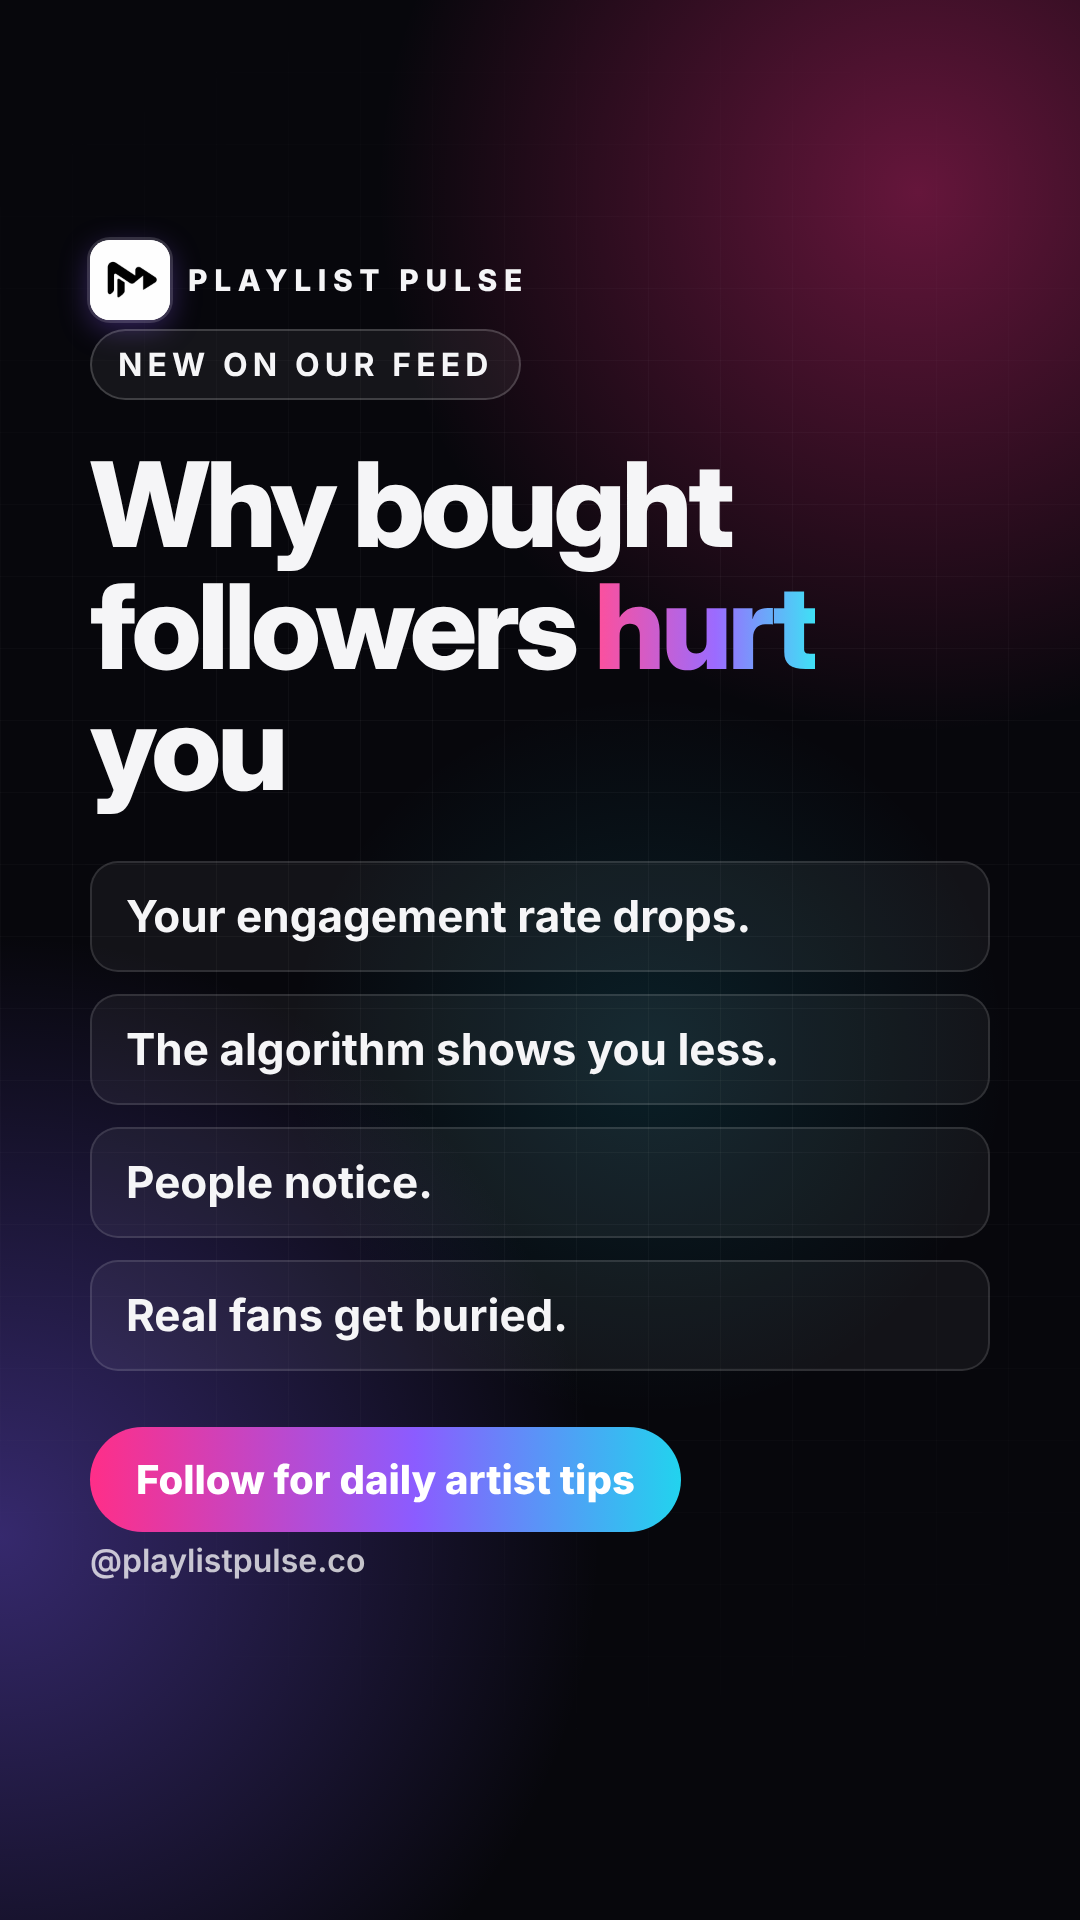 PLAYLIST PULSE
NEW ON OUR FEED
Why bought
followers hurt
you
Your engagement rate drops.
The algorithm shows you less.
People notice.
Real fans get buried.
Follow for daily artist tips
@playlistpulse.co